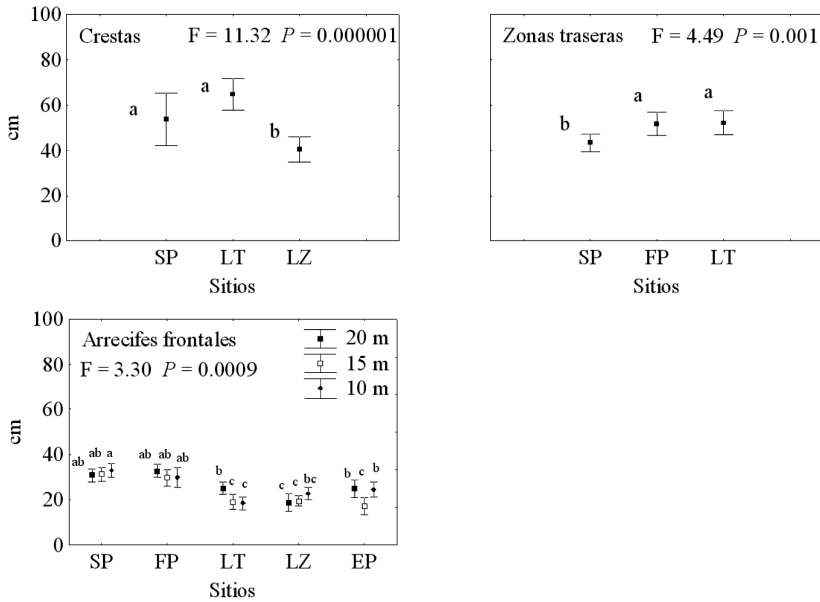 100
80
60
40
20
0
cm
Crestas F = 11.32 P = 0.000001
a
a
b
SP LT LZ
Sitios
Zonas traseras F = 4.49 P = 0.001
b
a
a
SP FP LT
Sitios
100
80
60
40
20
0
cm
Arrecifes frontales
F = 3.30 P = 0.0009
20 m
15 m
10 m
ab ab a ab ab ab b c c c c bc b c b
SP FP LT LZ EP
Sitios